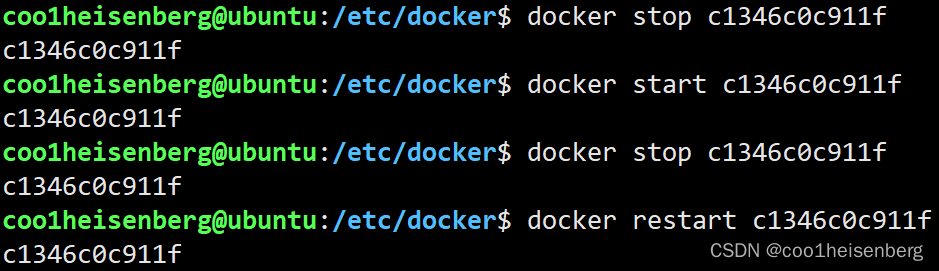 coo1heisenberg@ubuntu:/etc/docker$ docker stop c1346c0c911f
c1346c0c911f
coo1heisenberg@ubuntu:/etc/docker$ docker start c1346c0c911f
c1346c0c911f
coo1heisenberg@ubuntu:/etc/docker$ docker stop c1346c0c911f
c1346c0c911f
coo1heisenberg@ubuntu:/etc/docker$ docker restart c1346c0c911f
c1346c0c911f
CSDN @coo1heisenberg